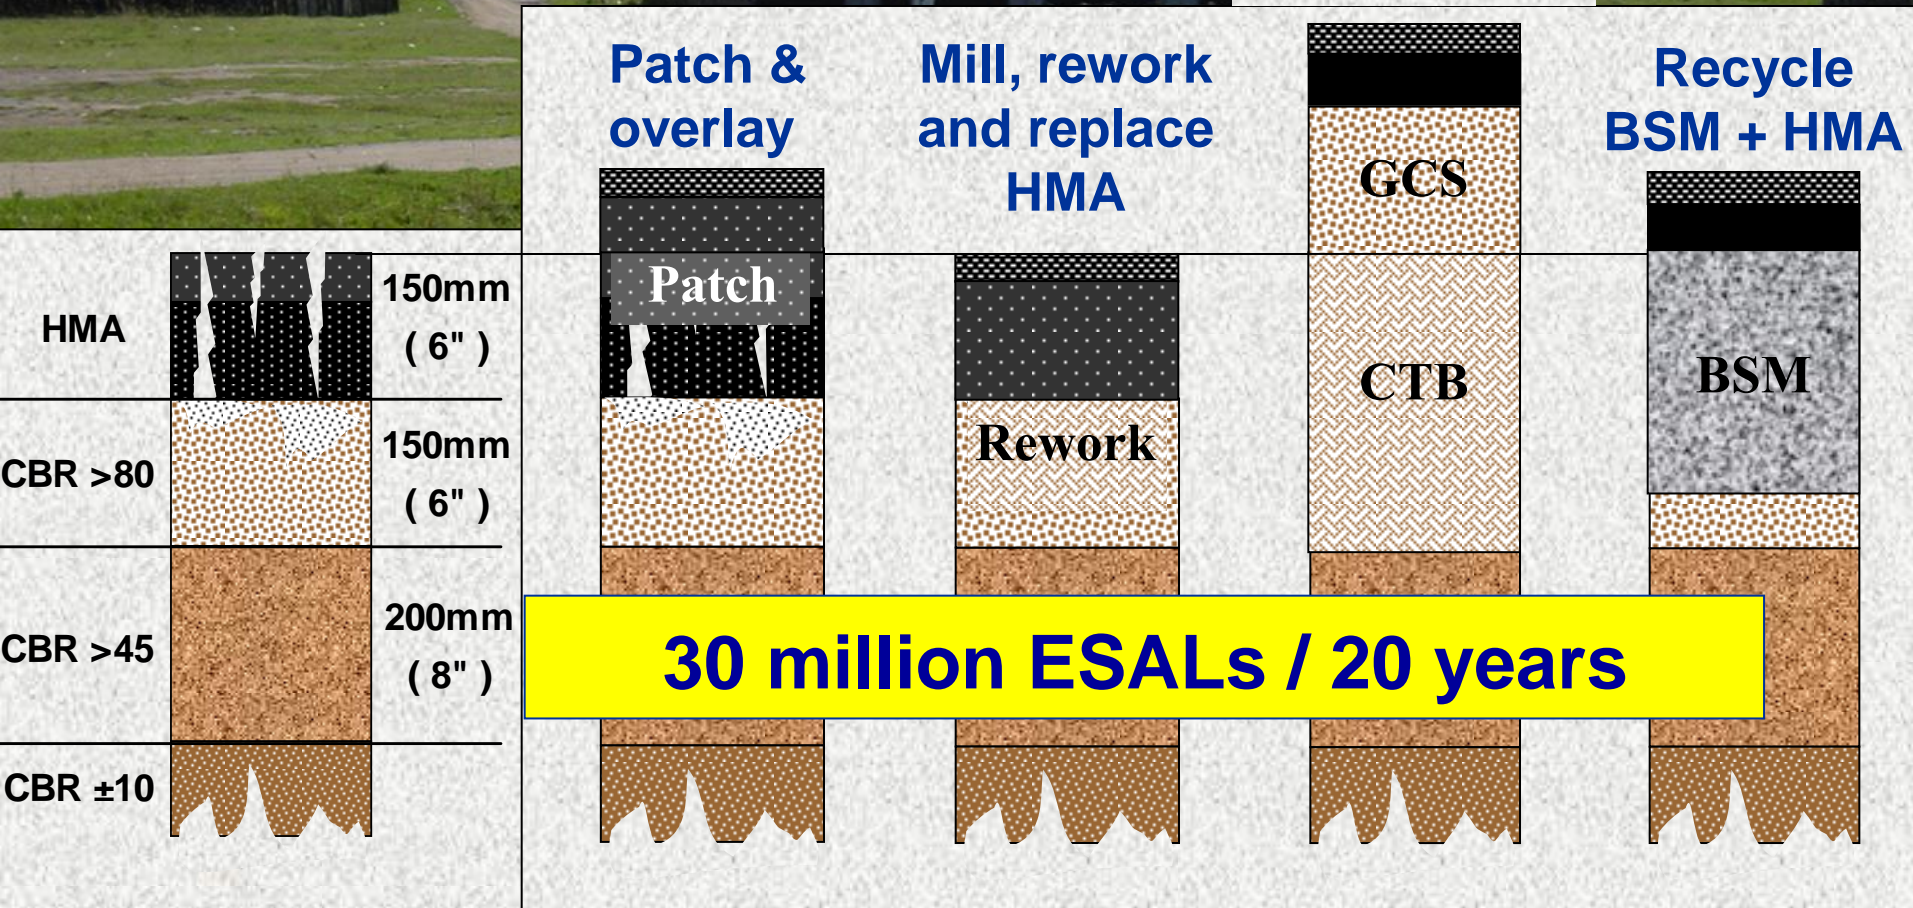 Patch &
overlay
Mill, rework
and replace
HMA
Recycle
BSM + HMA
GCS
HMA
150mm
( 6" )
Patch
CTB
BSM
CBR >80
150mm
( 6" )
Rework
CBR >45
200mm
( 8" )
30 million ESALs / 20 years
CBR ±10